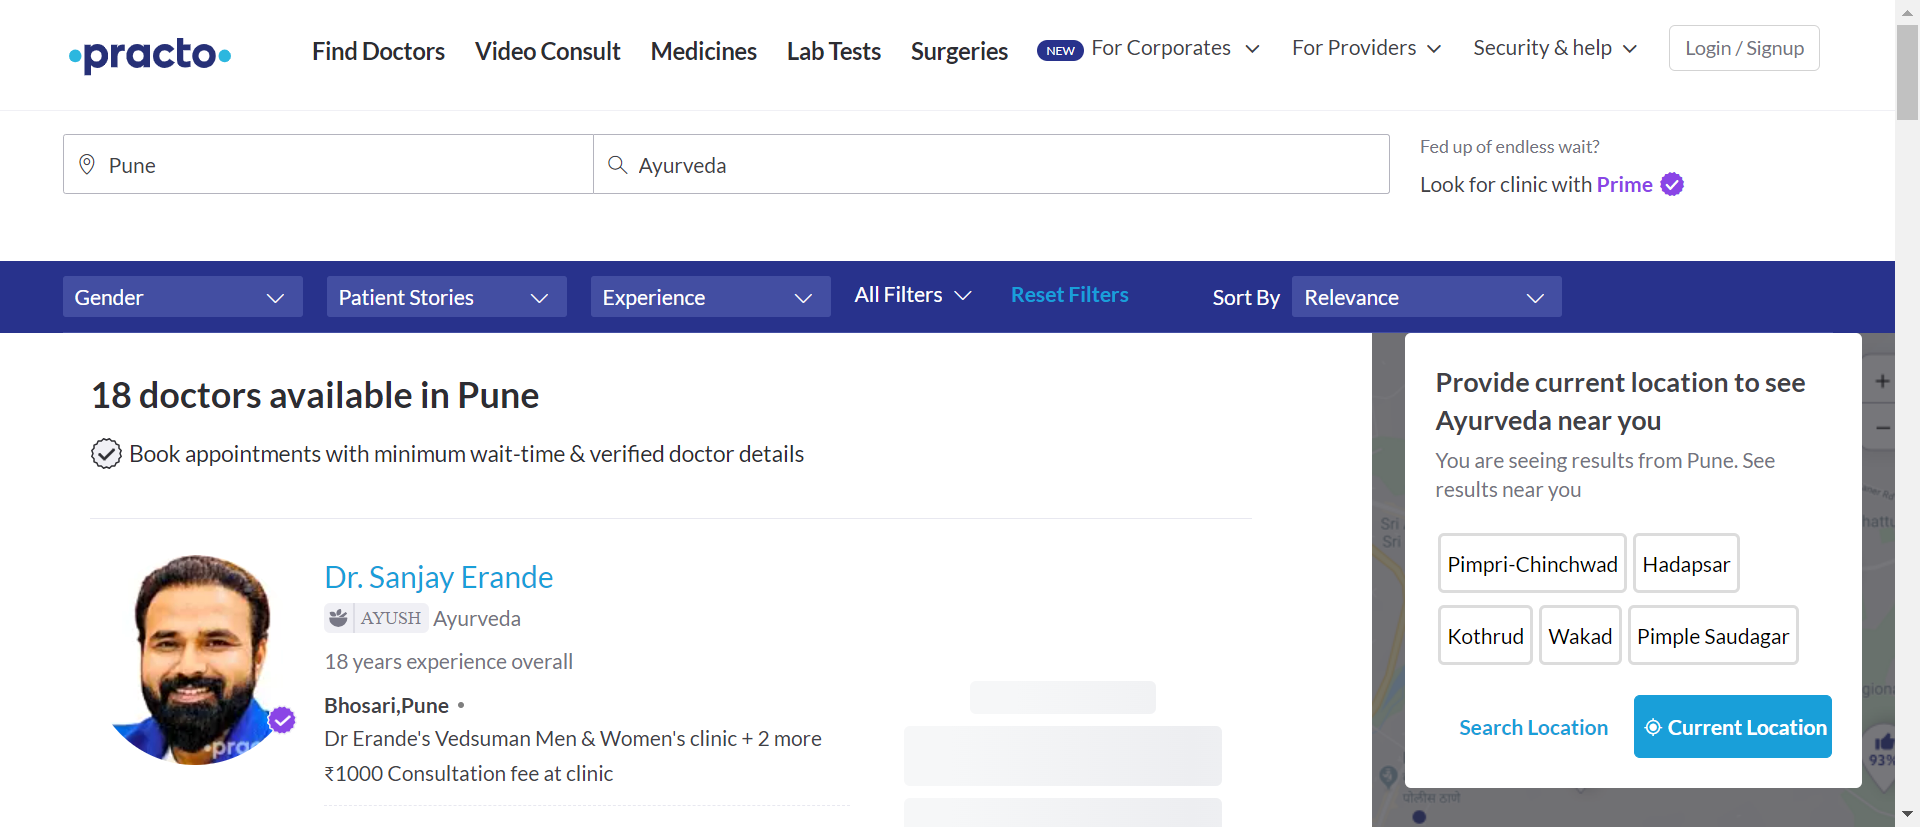 practo
Find Doctors
Video Consult
Medicines
Lab Tests
Surgeries
NEW
For Corporates
For Providers
Security & help
Login / Signup
Pune
Ayurveda
Fed up of endless wait?
Look for clinic with Prime
Gender
Patient Stories
Experience
All Filters
Reset Filters
Sort By
Relevance
18 doctors available in Pune
Book appointments with minimum wait-time & verified doctor details
Dr. Sanjay Erande
AYUSH
Ayurveda
18 years experience overall
Bhosari,Pune
Dr Erande's Vedsuman Men & Women's clinic + 2 more
₹1000 Consultation fee at clinic
Provide current location to see
Ayurveda near you
You are seeing results from Pune. See
results near you
Pimpri-Chinchwad
Hadapsar
Kothrud
Wakad
Pimple Saudagar
Search Location
Current Location
Sri
Sri
93%
पोलीस ठाणे